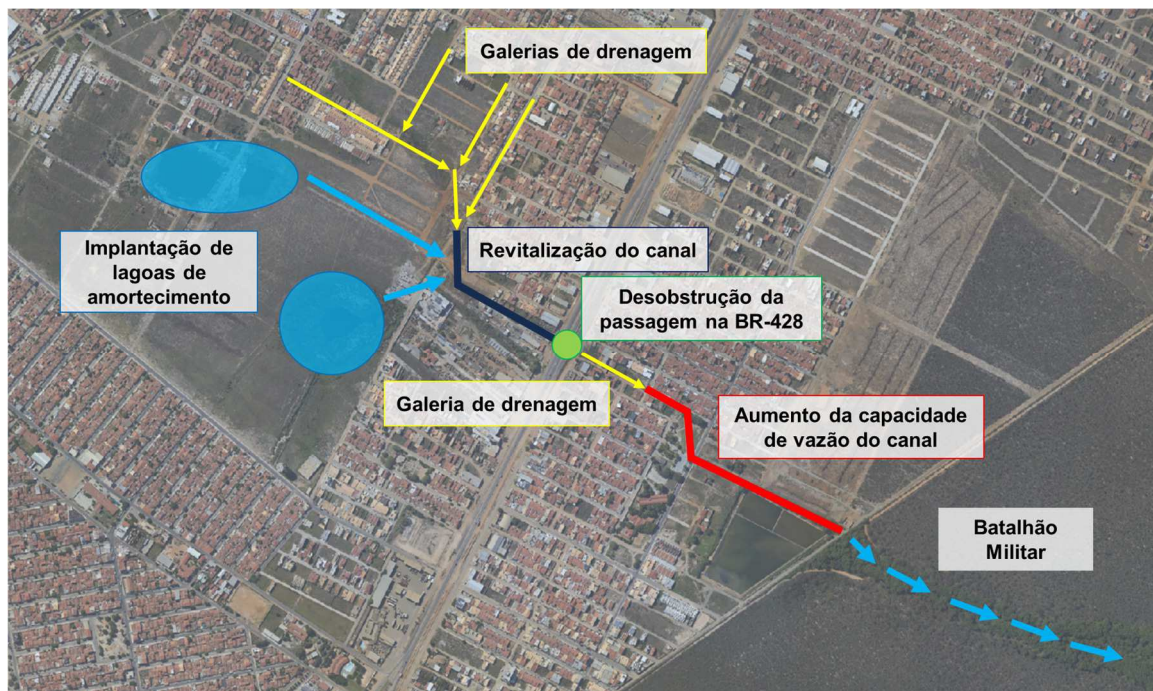 Galerias de drenagem
Implantação de
lagoas de
amortecimento
Revitalização do canal
Desobstrução da
passagem na BR-428
Galeria de drenagem
Aumento da capacidade
de vazão do canal
Batalhão
Militar